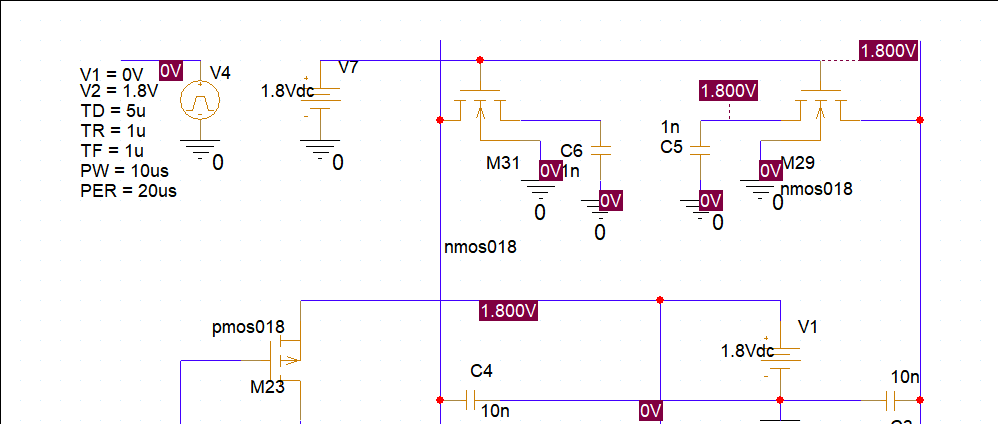 V1 = 0V
V2 = 1.8V
TD = 5u
TR = 1u
TF = 1u
PW = 10us
PER = 20us
0V
V4
0
V7
1.8Vdc
0
1.800V
1.800V
M31
C6
1n
0V
0
0V
0
1n
C5
0V
0
0V
M29
nmos018
0
nmos018
1.800V
pmos018
M23
V1
1.8Vdc
C4
10n
0V
10n